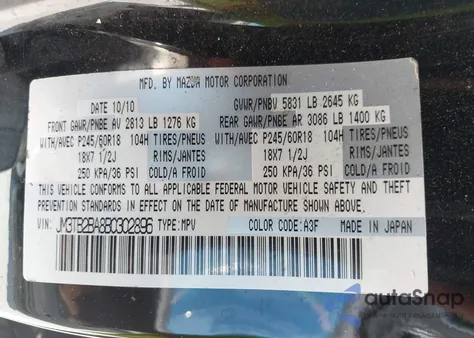 MFD. BY MAZDA MOTOR CORPORATION
DATE 10/10 GVWR/PNBV 5831 LB 2645 KG
FRONT GAWR/PNBE AV 2813 LB 1276 KG REAR GAWR/PNBE AR 3086 LB 1400 KG
WITH/AVEC P245/60R18 104H TIRES/PNEUS WITH/AVEC P245/60R18 104H TIRES/PNEUS
18X7 1/2J RIMS/JANTES 18X7 1/2J RIMS/JANTES
250 KPA/36 PSI COLD/A FROID 250 KPA/36 PSI COLD/A FROID
THIS VEHICLE CONFORMS TO ALL APPLICABLE FEDERAL MOTOR VEHICLE SAFETY AND THEFT
PREVENTION STANDARDS IN EFFECT ON THE DATE OF MANUFACTURE SHOWN ABOVE.
VIN: JM3TB2BA8B0302896 TYPE: MPV COLOR CODE: A3F MADE IN JAPAN
autoSnap